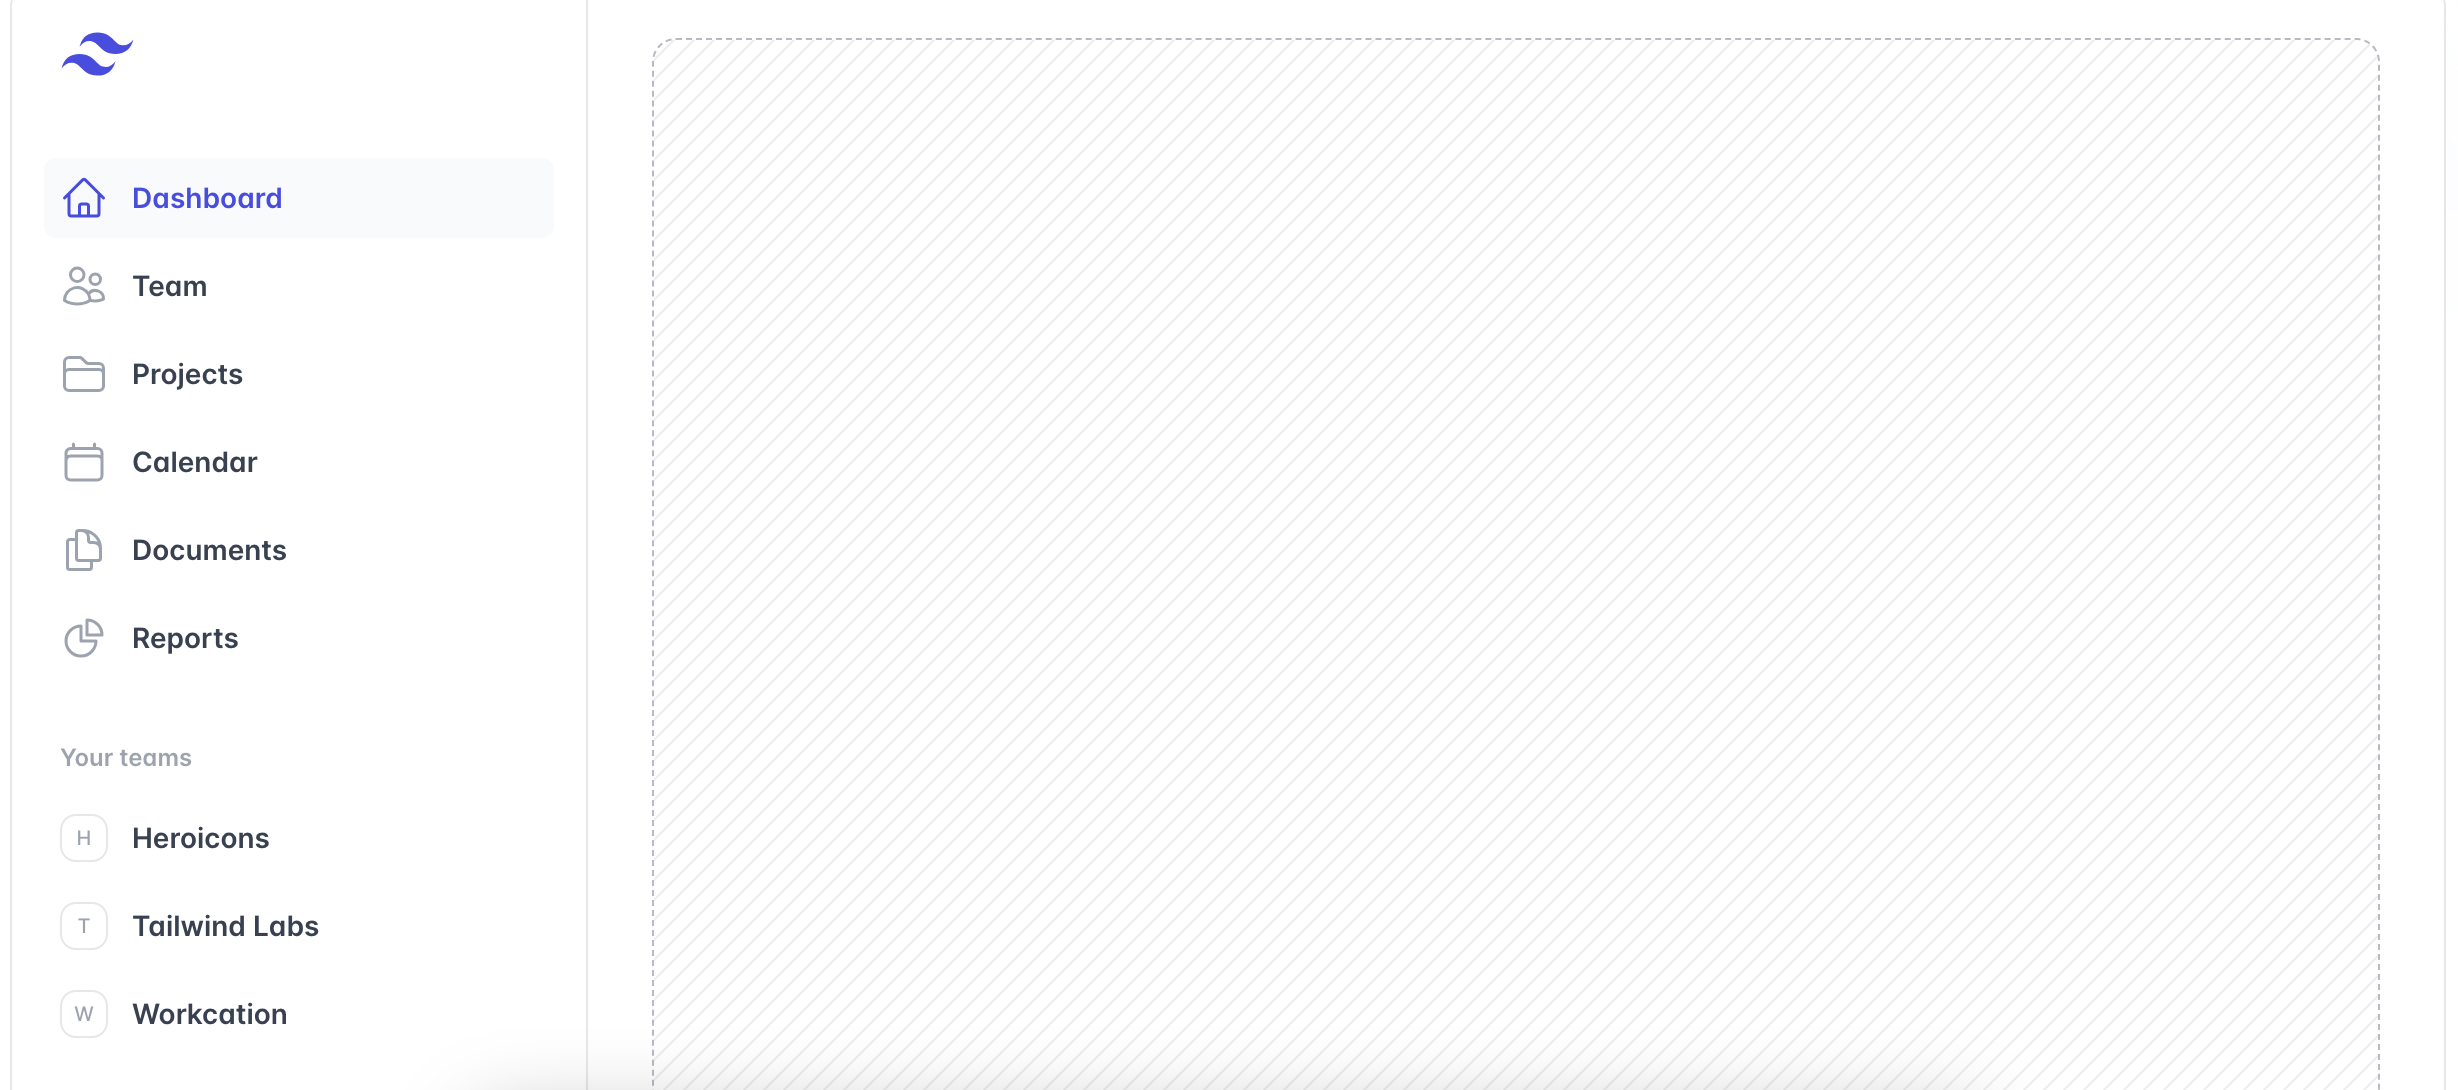 Dashboard
Team
Projects
Calendar
Documents
Reports
Your teams
H Heroicons
T Tailwind Labs
W Workcation